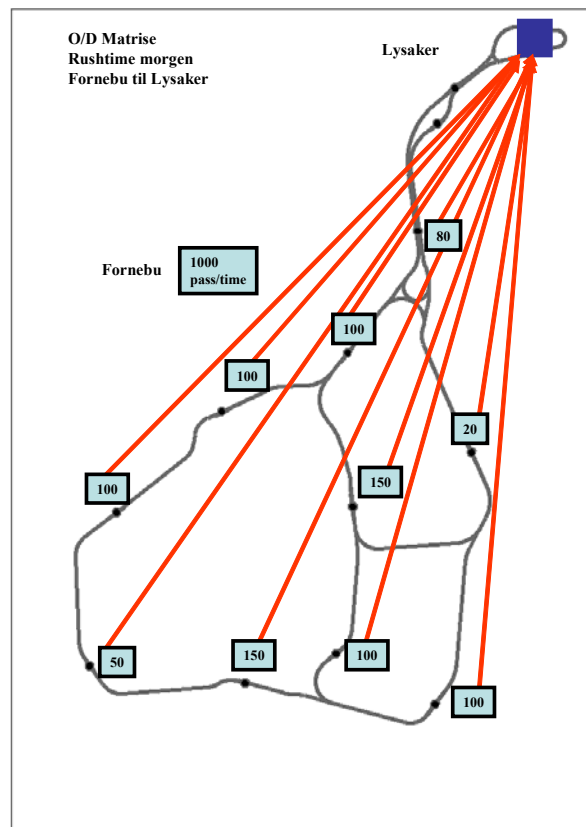 O/D Matrise
Rushtime morgen
Fornebu til Lysaker
Lysaker
80
Fornebu
1000
pass/time
100
100
20
150
100
50
150
100
100